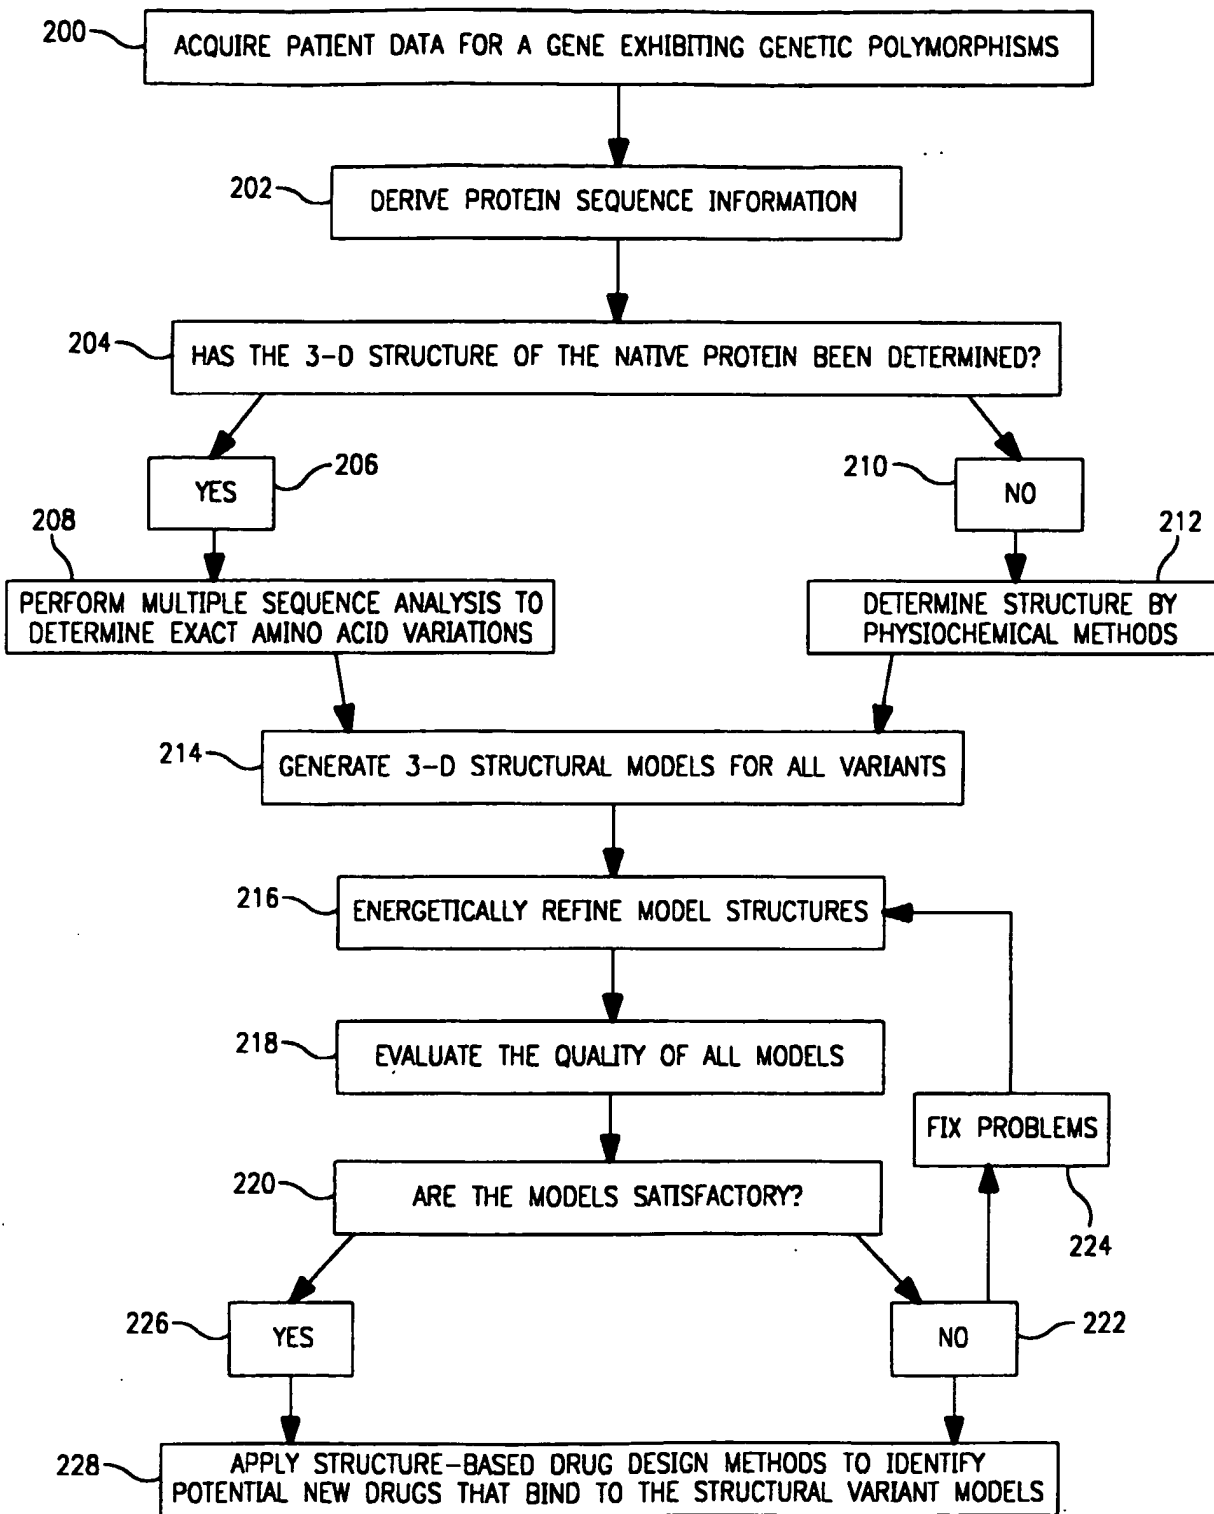 200
ACQUIRE PATIENT DATA FOR A GENE EXHIBITING GENETIC POLYMORPHISMS
202
DERIVE PROTEIN SEQUENCE INFORMATION
204
HAS THE 3-D STRUCTURE OF THE NATIVE PROTEIN BEEN DETERMINED?
YES
206
210
NO
208
212
PERFORM MULTIPLE SEQUENCE ANALYSIS TO
DETERMINE EXACT AMINO ACID VARIATIONS
DETERMINE STRUCTURE BY
PHYSIOCHEMICAL METHODS
214
GENERATE 3-D STRUCTURAL MODELS FOR ALL VARIANTS
216
ENERGETICALLY REFINE MODEL STRUCTURES
218
EVALUATE THE QUALITY OF ALL MODELS
FIX PROBLEMS
224
220
ARE THE MODELS SATISFACTORY?
226
YES
NO
222
228
APPLY STRUCTURE-BASED DRUG DESIGN METHODS TO IDENTIFY
POTENTIAL NEW DRUGS THAT BIND TO THE STRUCTURAL VARIANT MODELS